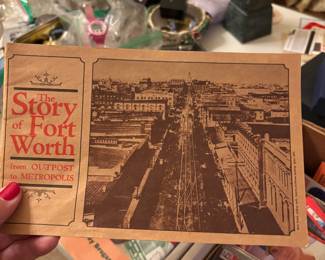 The
Story
of Fort
Worth
from OUTPOST
to METROPOLIS